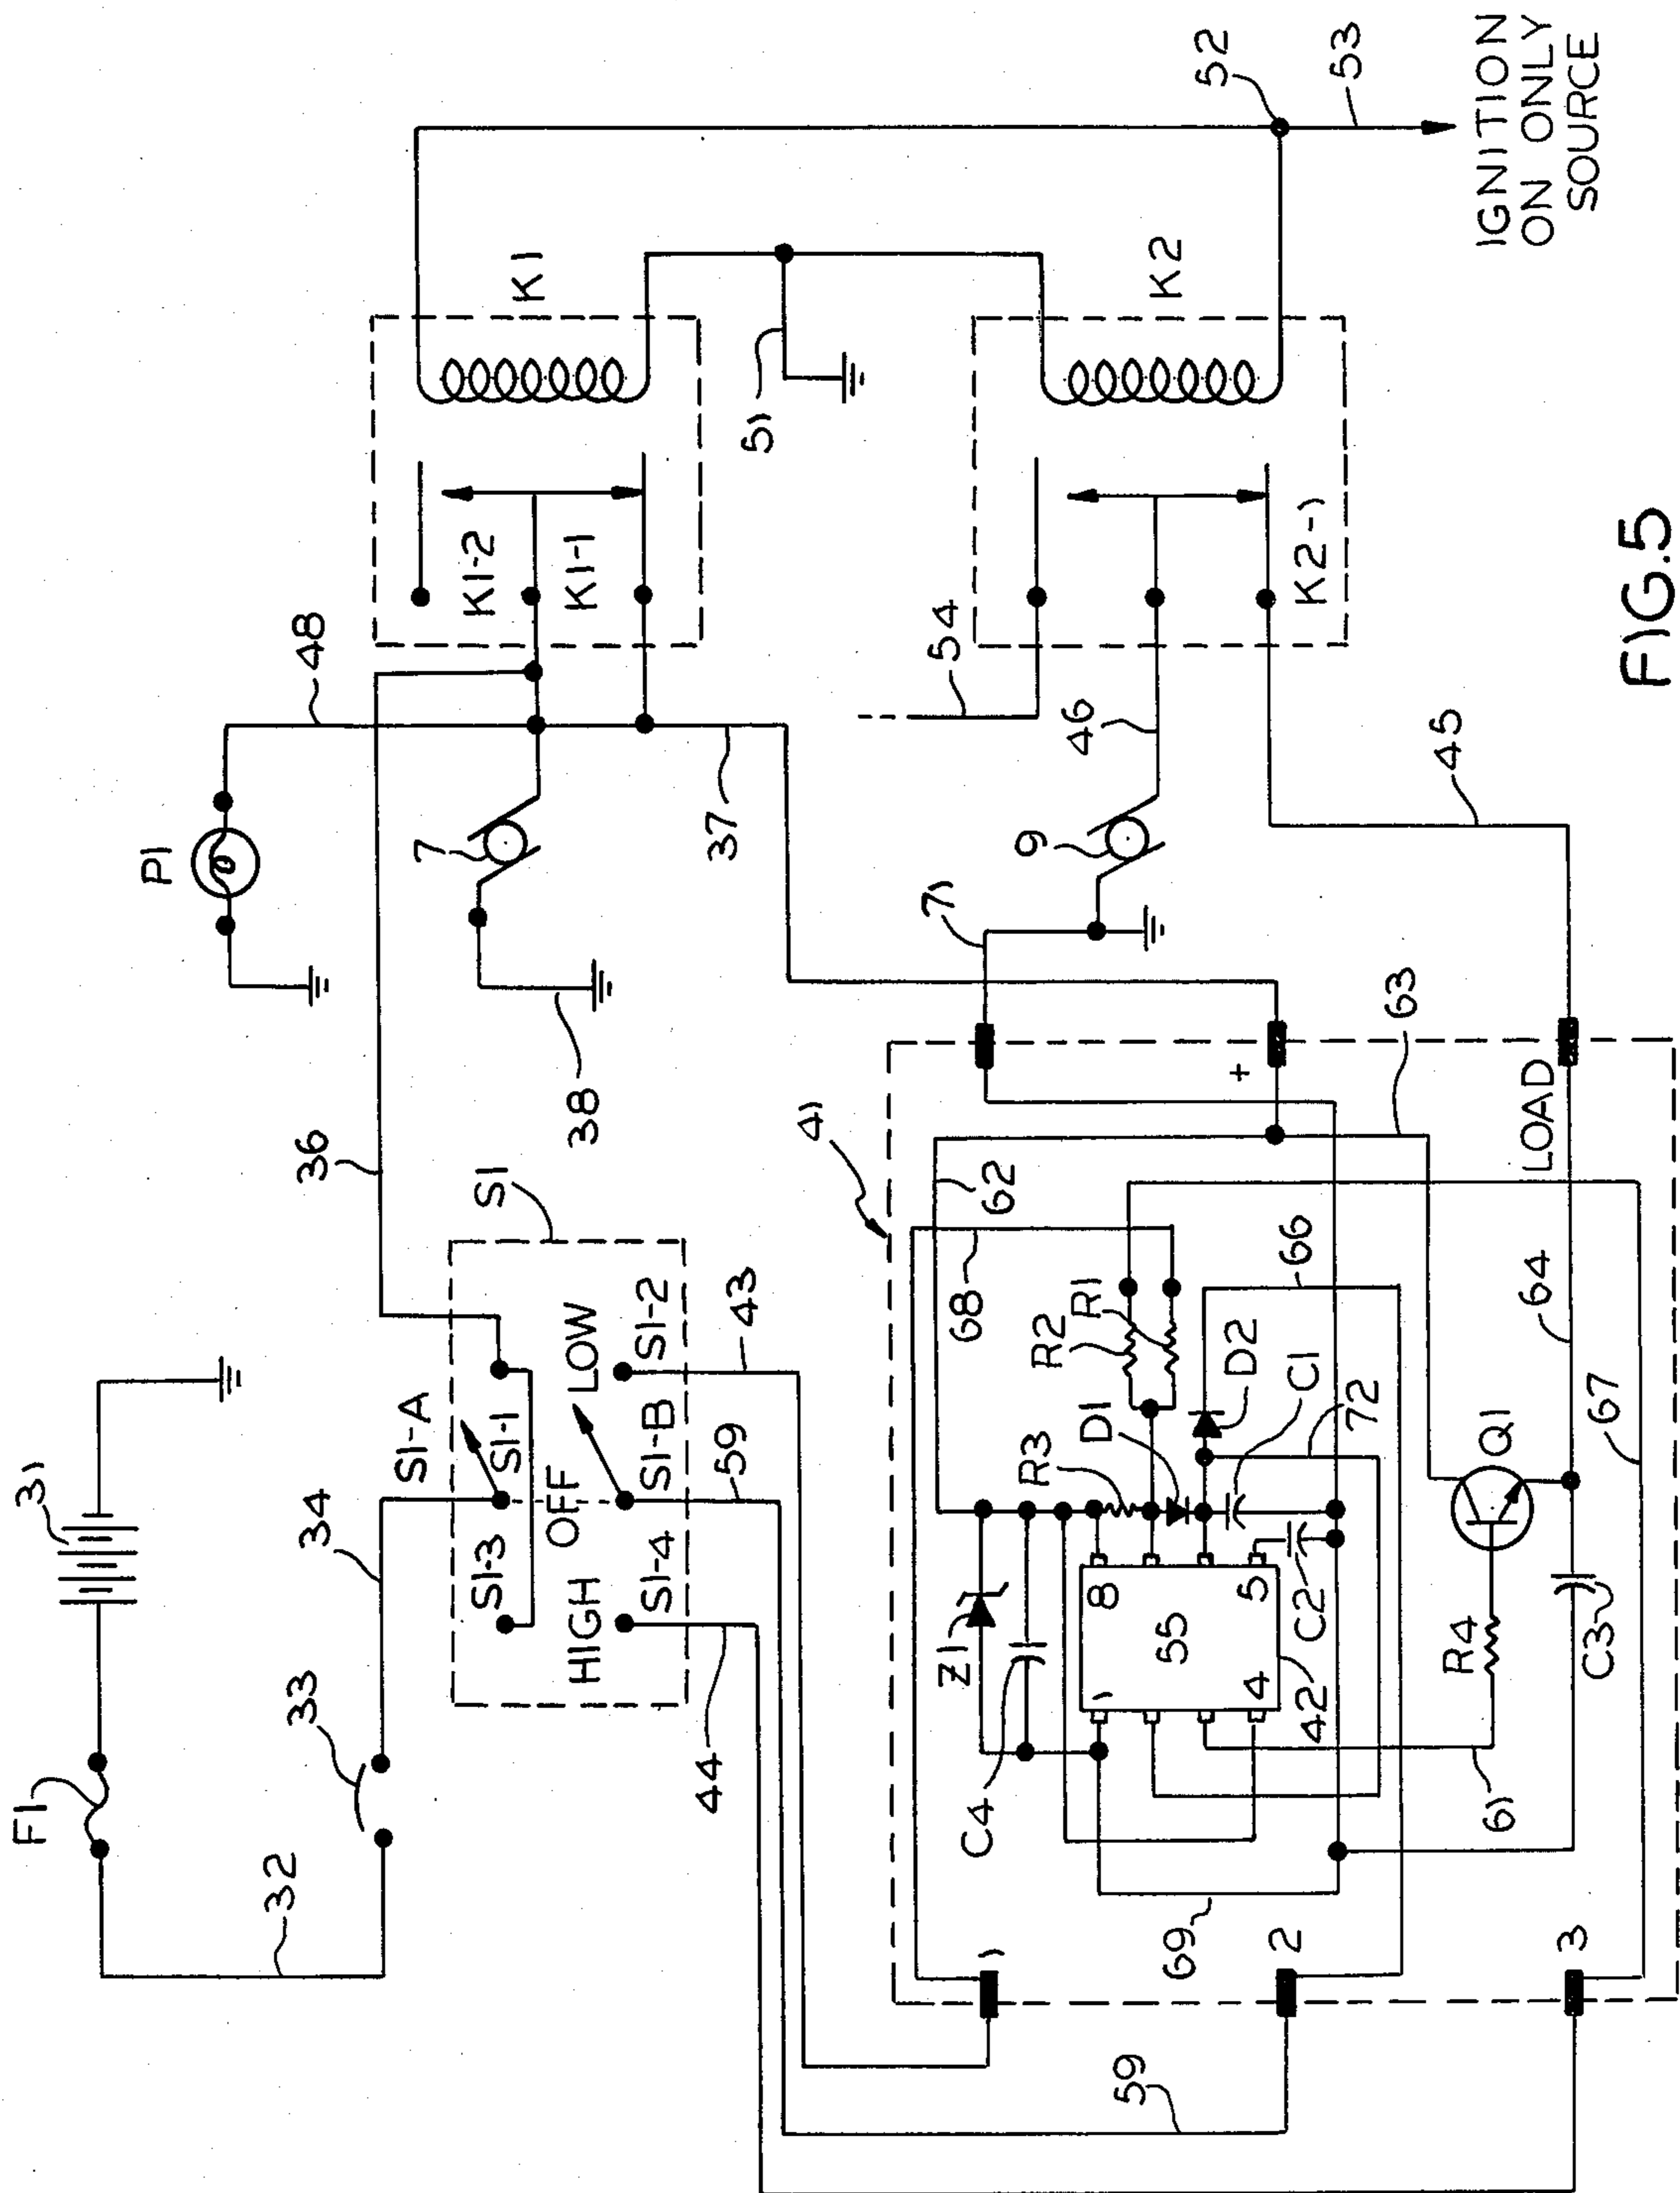 F1
31
32
33
34
S1-A
S1
36
P1
48
7
38
37
K1-2
K1-1
K1
51
52
53
IGNITION
ON ONLY
SOURCE
S1-3
S1-1
OFF
HIGH
LOW
S1-4
S1-B
S1-2
44
59
43
54
46
9
71
K2-1
K2
45
41
62
68
63
+
1
Z1
C4
R3
R2
R1
D1
D2
66
C1
72
8
1
55
5
4
42
C2
69
2
59
61
R4
Q1
64
LOAD
C3
67
3
FIG.5